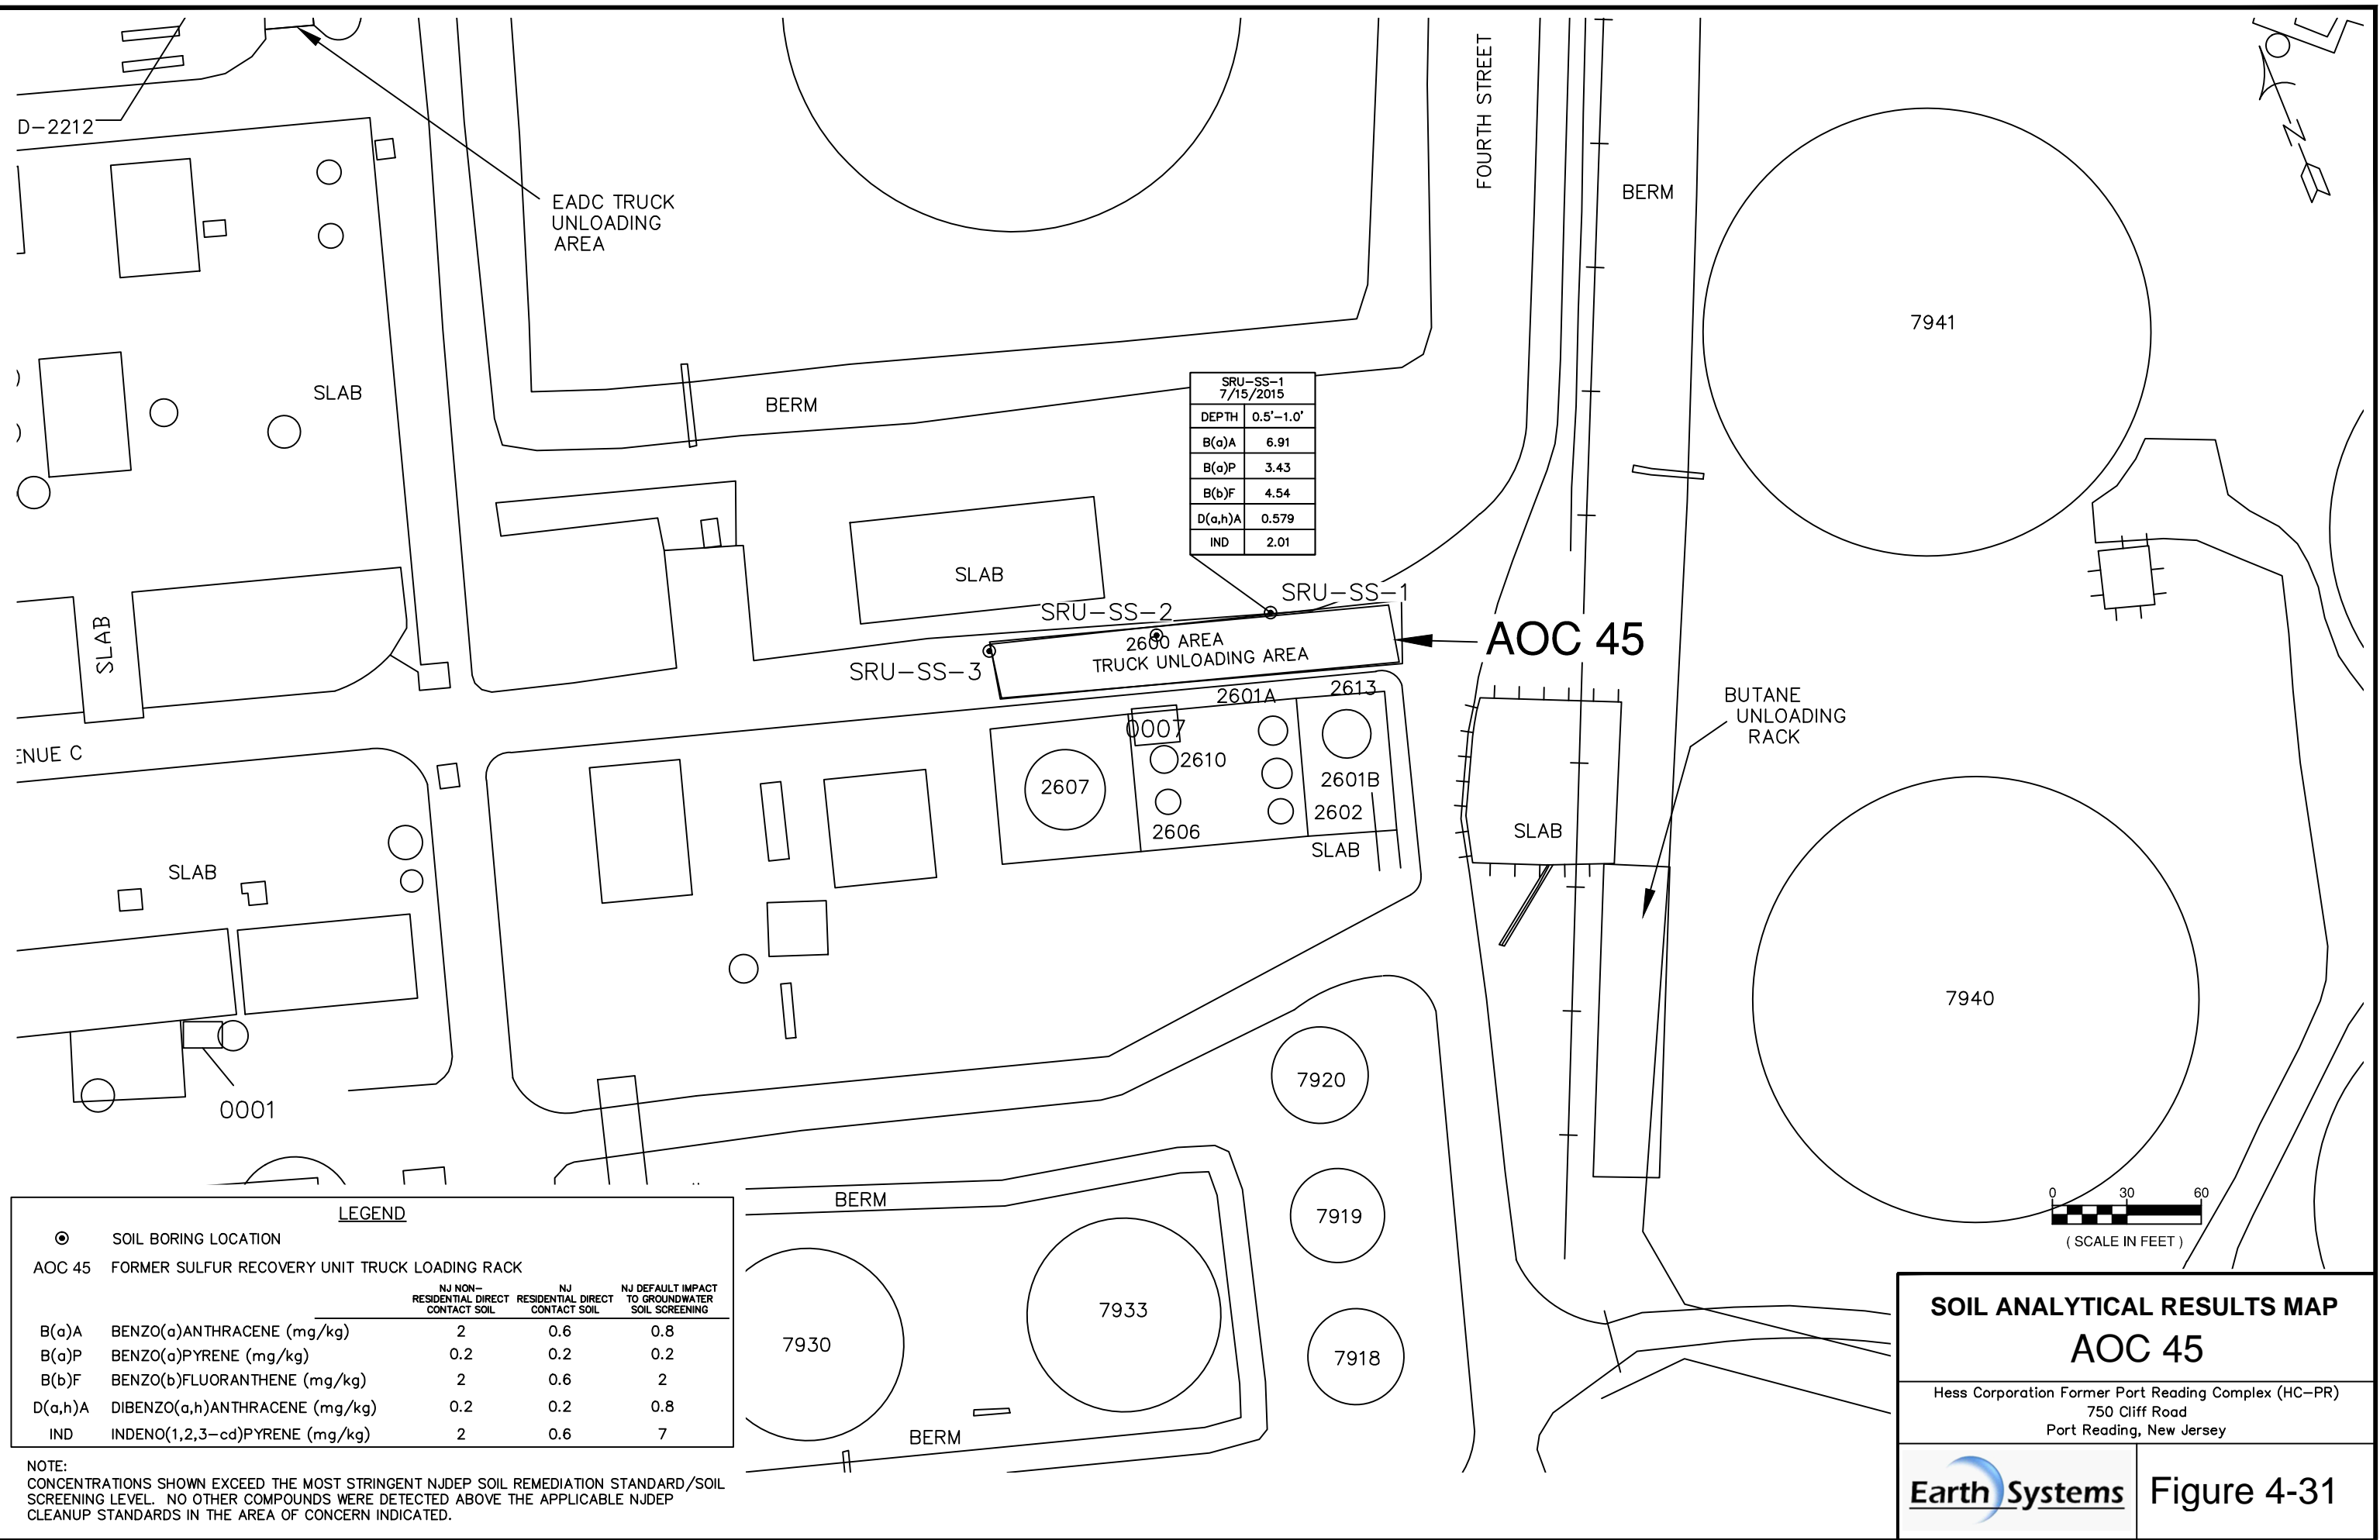 D-2212
EADC TRUCK
UNLOADING
AREA
FOURTH STREET
BERM
N
7941
SLAB
BERM
SRU-SS-1
7/15/2015
DEPTH 0.5'-1.0'
B(a)A 6.91
B(a)P 3.43
B(b)F 4.54
D(a,h)A 0.579
IND 2.01
SLAB
SRU-SS-1
SRU-SS-2
SRU-SS-3
2600 AREA
TRUCK UNLOADING AREA
AOC 45
SLAB
ENUE C
2601A
2613
0007
2610
2607
2601B
2602
2606
SLAB
BUTANE
UNLOADING
RACK
SLAB
SLAB
7940
0001
7920
7919
7918
BERM
7930
7933
BERM
0 30 60
( SCALE IN FEET )
LEGEND
SOIL BORING LOCATION
AOC 45 FORMER SULFUR RECOVERY UNIT TRUCK LOADING RACK
NJ NON-
RESIDENTIAL DIRECT
CONTACT SOIL
NJ
RESIDENTIAL DIRECT
CONTACT SOIL
NJ DEFAULT IMPACT
TO GROUNDWATER
SOIL SCREENING
B(a)A BENZO(a)ANTHRACENE (mg/kg) 2 0.6 0.8
B(a)P BENZO(a)PYRENE (mg/kg) 0.2 0.2 0.2
B(b)F BENZO(b)FLUORANTHENE (mg/kg) 2 0.6 2
D(a,h)A DIBENZO(a,h)ANTHRACENE (mg/kg) 0.2 0.2 0.8
IND INDENO(1,2,3-cd)PYRENE (mg/kg) 2 0.6 7
NOTE:
CONCENTRATIONS SHOWN EXCEED THE MOST STRINGENT NJDEP SOIL REMEDIATION STANDARD/SOIL
SCREENING LEVEL. NO OTHER COMPOUNDS WERE DETECTED ABOVE THE APPLICABLE NJDEP
CLEANUP STANDARDS IN THE AREA OF CONCERN INDICATED.
SOIL ANALYTICAL RESULTS MAP
AOC 45
Hess Corporation Former Port Reading Complex (HC-PR)
750 Cliff Road
Port Reading, New Jersey
Earth Systems
Figure 4-31